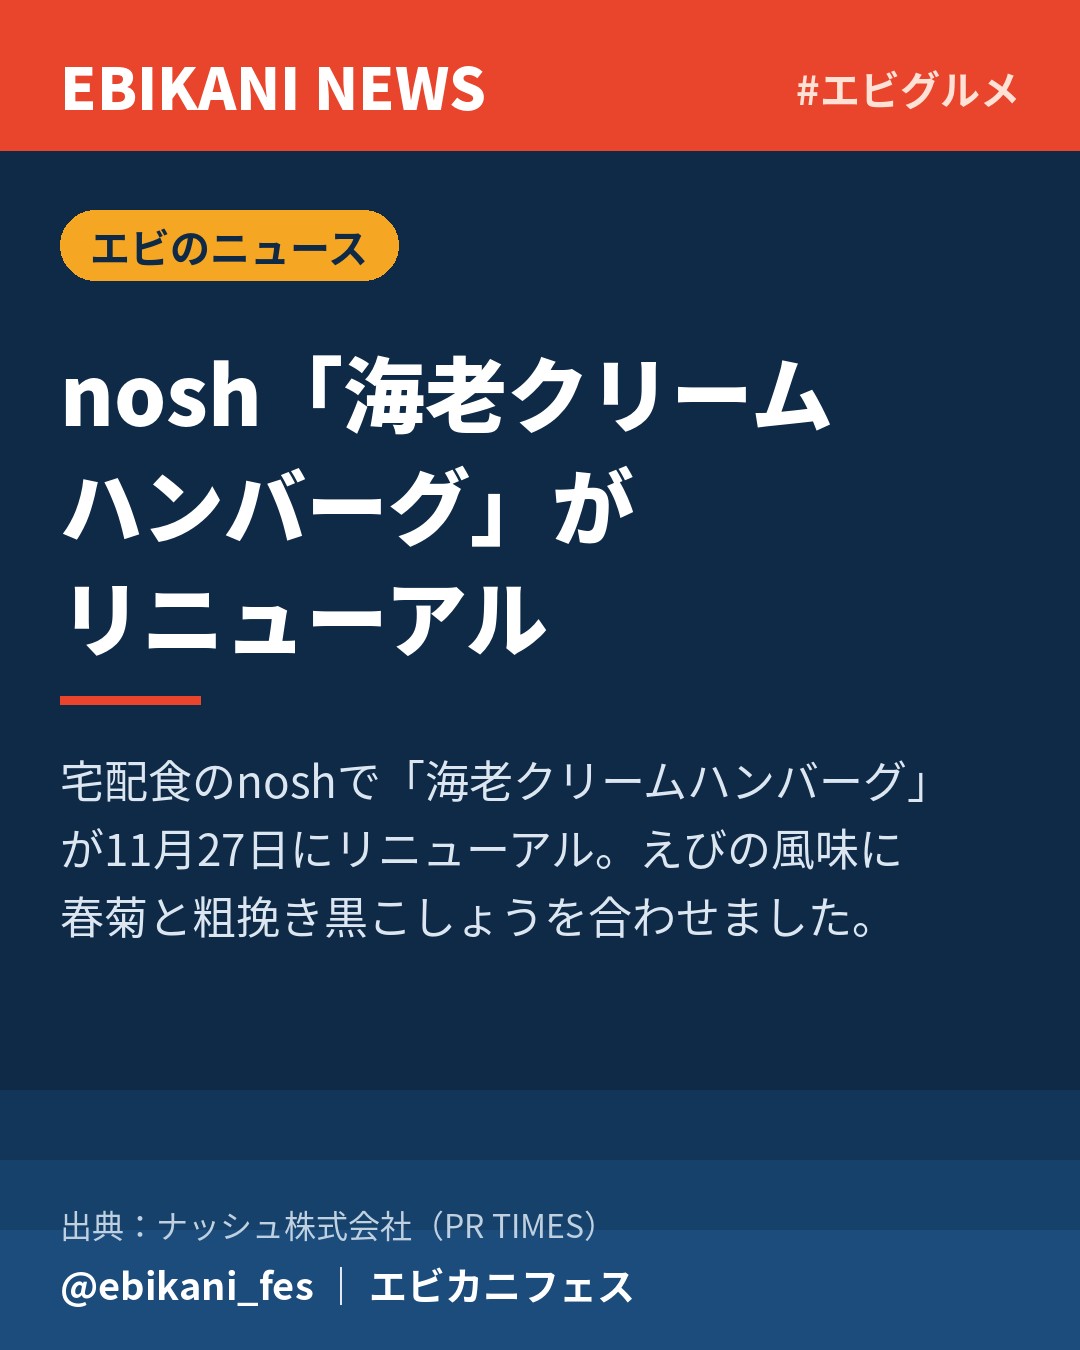 EBIKANI NEWS
#エビグルメ
エビのニュース
nosh「海老クリーム
ハンバーグ」が
リニューアル
宅配食のnoshで「海老クリームハンバーグ」
が11月27日にリニューアル。えびの風味に
春菊と粗挽き黒こしょうを合わせました。
出典：ナッシュ株式会社（PR TIMES）
@ebikani_fes ｜ エビカニフェス